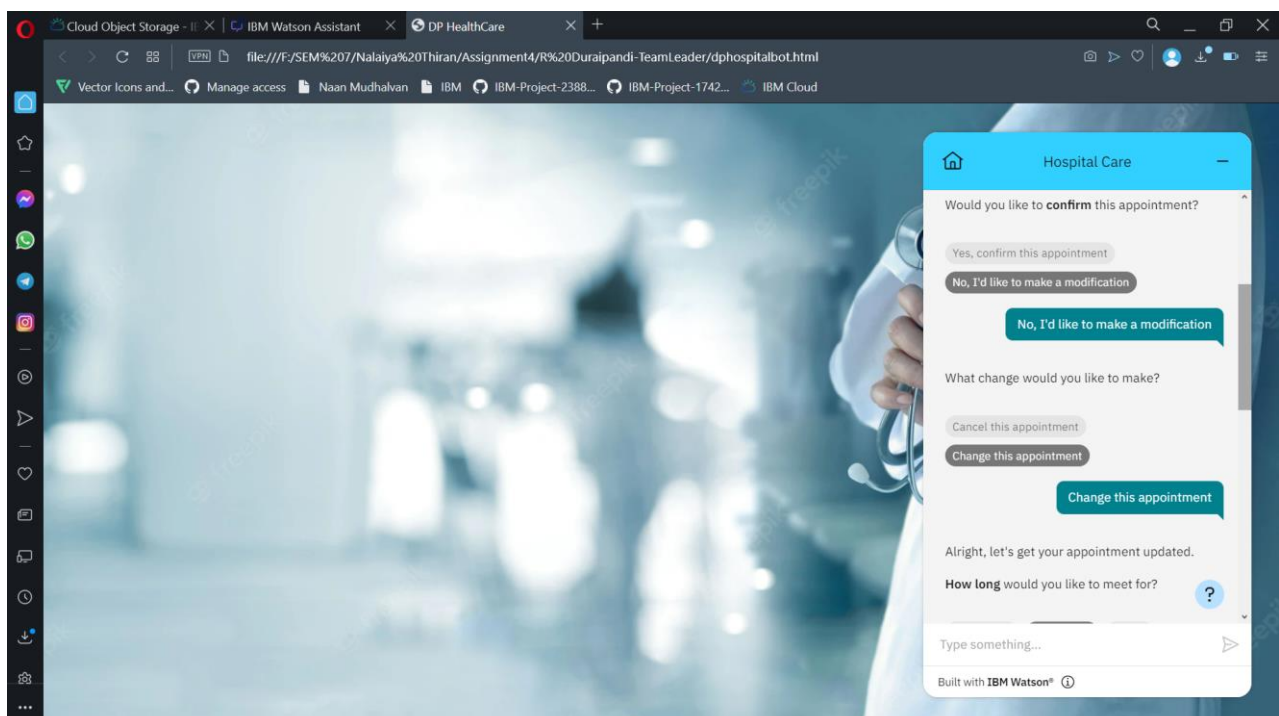 Cloud Object Storage - I
IBM Watson Assistant
DP HealthCare
VPN
file:///F:/SEM%207/Nalaiya%20Thiran/Assignment4/R%20Duraipandi-TeamLeader/dphospitalbot.html
Vector Icons and...
Manage access
Naan Mudhalvan
IBM
IBM-Project-2388...
IBM-Project-1742...
IBM Cloud
Hospital Care
Would you like to confirm this appointment?
Yes, confirm this appointment
No, I'd like to make a modification
No, I'd like to make a modification
What change would you like to make?
Cancel this appointment
Change this appointment
Change this appointment
Alright, let's get your appointment updated.
How long would you like to meet for?
?
Type something...
Built with IBM Watson®
freepik